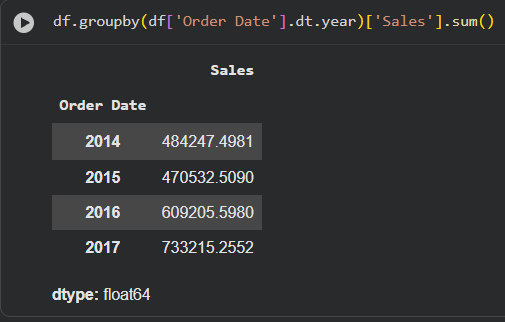 df.groupby(df['Order Date'].dt.year)['Sales'].sum()
Sales
Order Date
2014 484247.4981
2015 470532.5090
2016 609205.5980
2017 733215.2552
dtype: float64